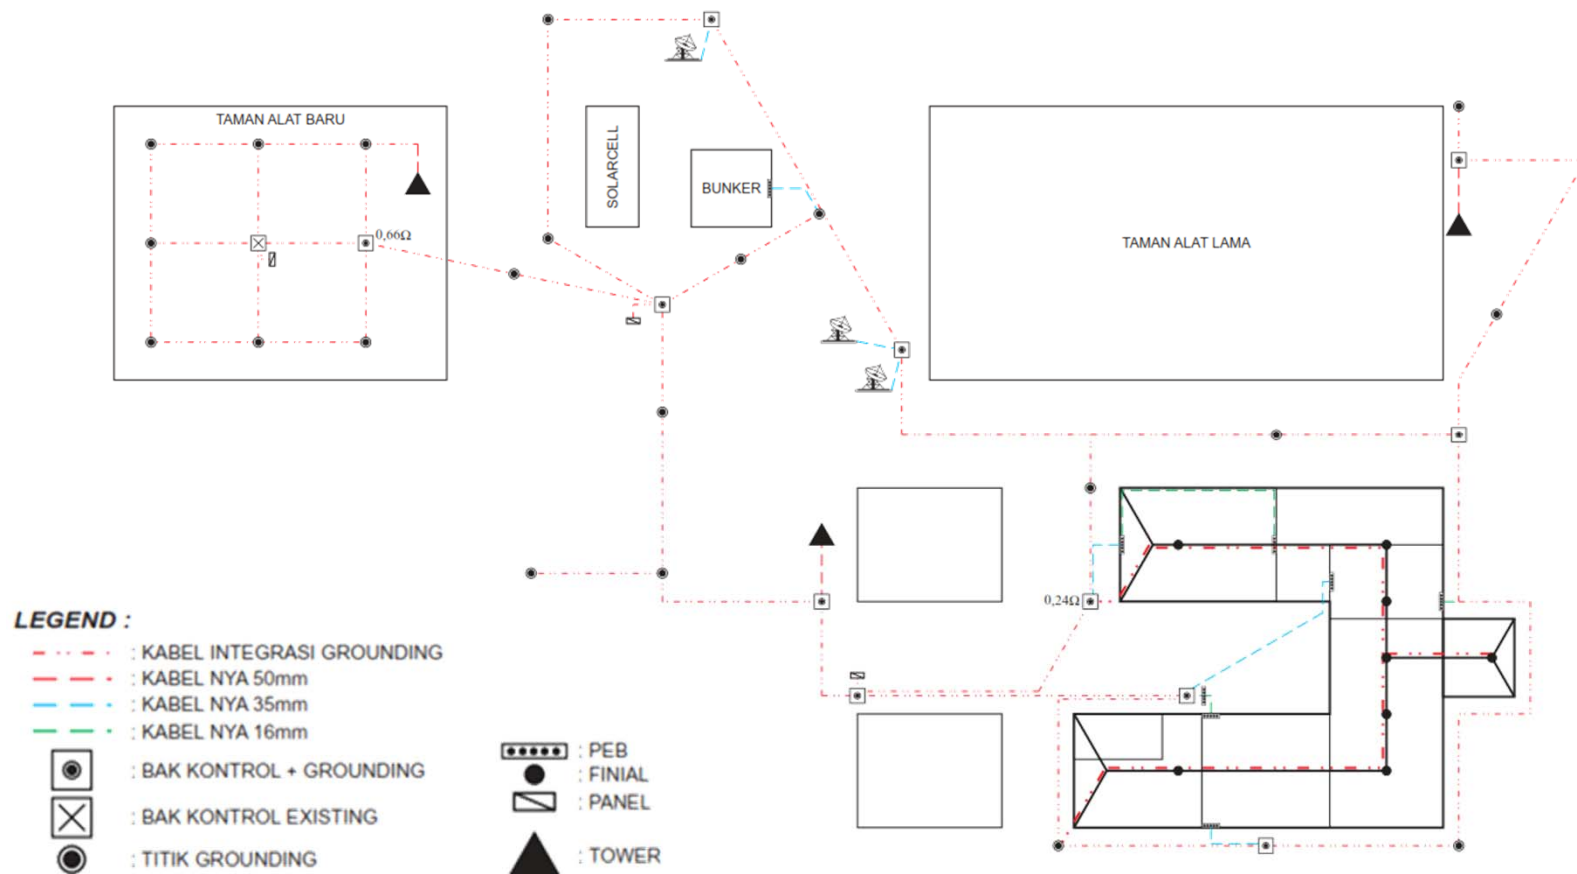 TAMAN ALAT BARU
SOLARCELL
BUNKER
0,66Ω
TAMAN ALAT LAMA
0,24Ω
LEGEND :
: KABEL INTEGRASI GROUNDING
: KABEL NYA 50mm
: KABEL NYA 35mm
: KABEL NYA 16mm
: BAK KONTROL + GROUNDING
: BAK KONTROL EXISTING
: TITIK GROUNDING
: PEB
: FINIAL
: PANEL
: TOWER